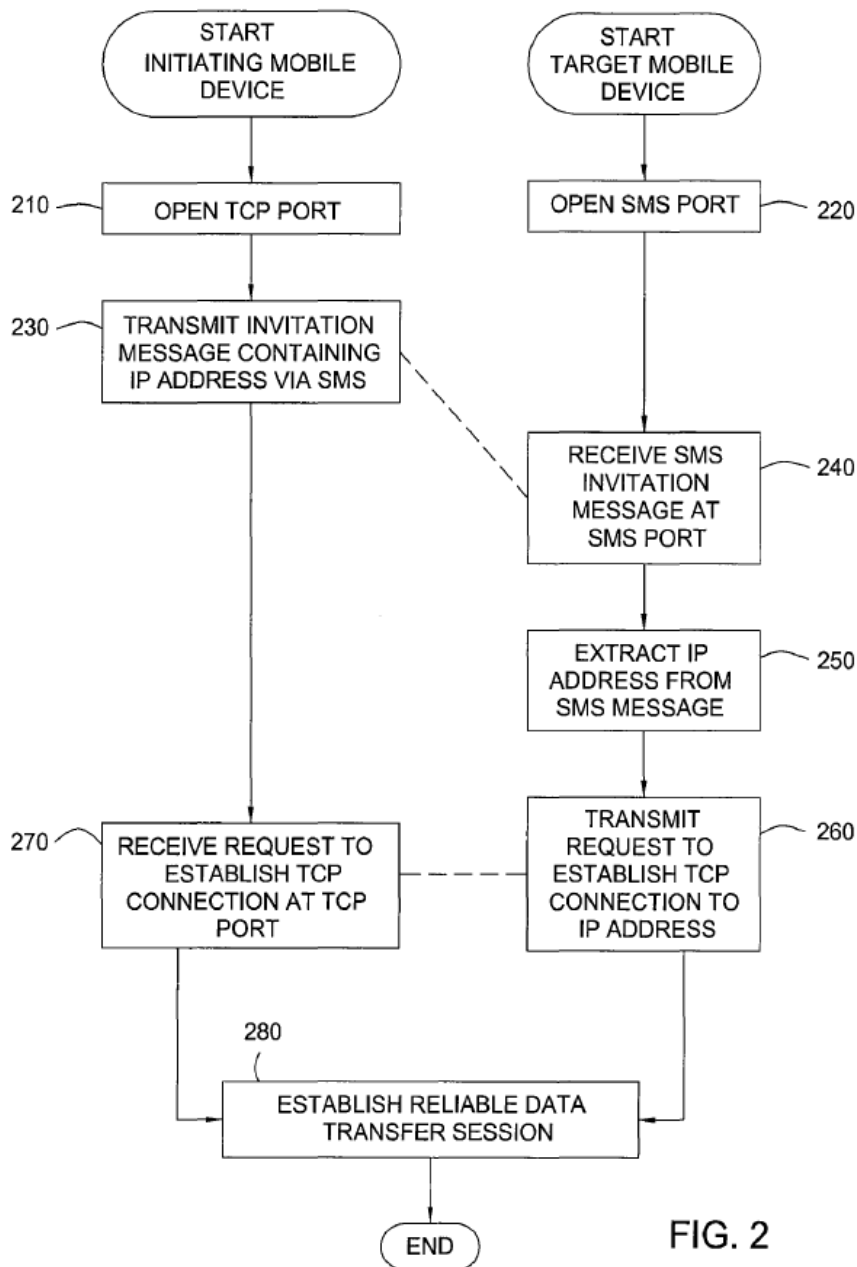 START
INITIATING MOBILE
DEVICE
START
TARGET MOBILE
DEVICE
210
OPEN TCP PORT
OPEN SMS PORT
220
230
TRANSMIT INVITATION
MESSAGE CONTAINING
IP ADDRESS VIA SMS
RECEIVE SMS
INVITATION
MESSAGE AT
SMS PORT
240
EXTRACT IP
ADDRESS FROM
SMS MESSAGE
250
270
RECEIVE REQUEST TO
ESTABLISH TCP
CONNECTION AT TCP
PORT
TRANSMIT
REQUEST TO
ESTABLISH TCP
CONNECTION TO
IP ADDRESS
260
280
ESTABLISH RELIABLE DATA
TRANSFER SESSION
END
FIG. 2